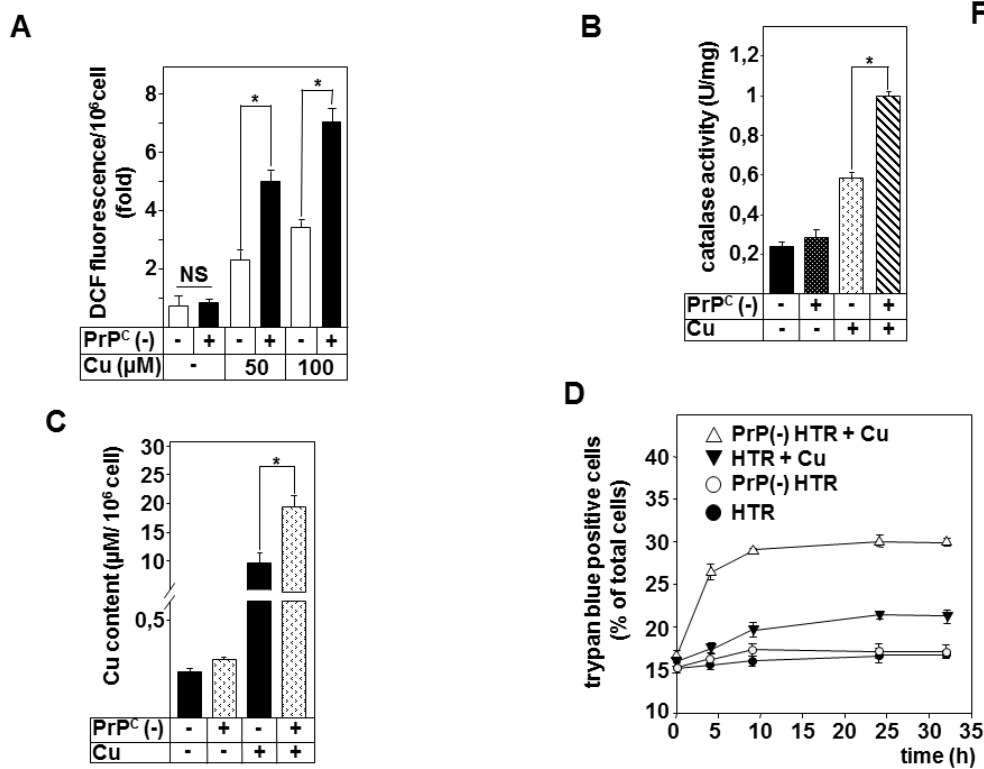 A
DCF fluorescence/10⁶cell
(fold)
8
6
4
2
NS
*
*
PrPᶜ (-) - + - + - +
Cu (µM) - 50 100
B
catalase activity (U/mg)
1,2
1
0,8
0,6
0,4
0,2
*
PrPᶜ (-) - + - +
Cu - - + +
F
C
Cu content (µM/ 10⁶ cell)
30
25
20
15
10
0,5
*
PrPᶜ (-) - + - +
Cu - - + +
D
trypan blue positive cells
(% of total cells)
40
35
30
25
20
15
10
PrP(-) HTR + Cu
HTR + Cu
PrP(-) HTR
HTR
0 5 10 15 20 25 30 35
time (h)